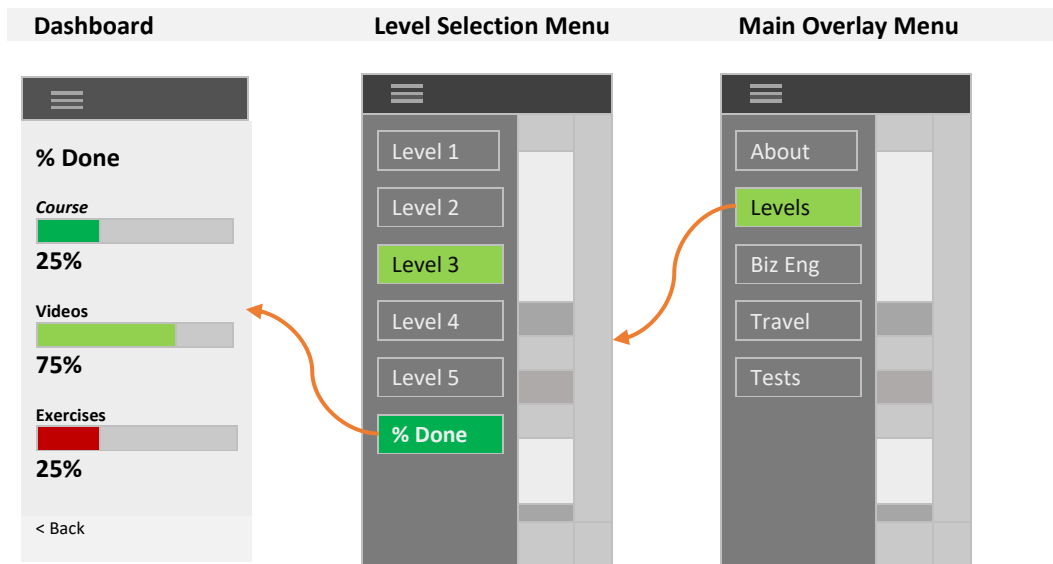 Dashboard
Level Selection Menu
Main Overlay Menu
% Done
Course
25%
Videos
75%
Exercises
25%
< Back
Level 1
Level 2
Level 3
Level 4
Level 5
% Done
About
Levels
Biz Eng
Travel
Tests